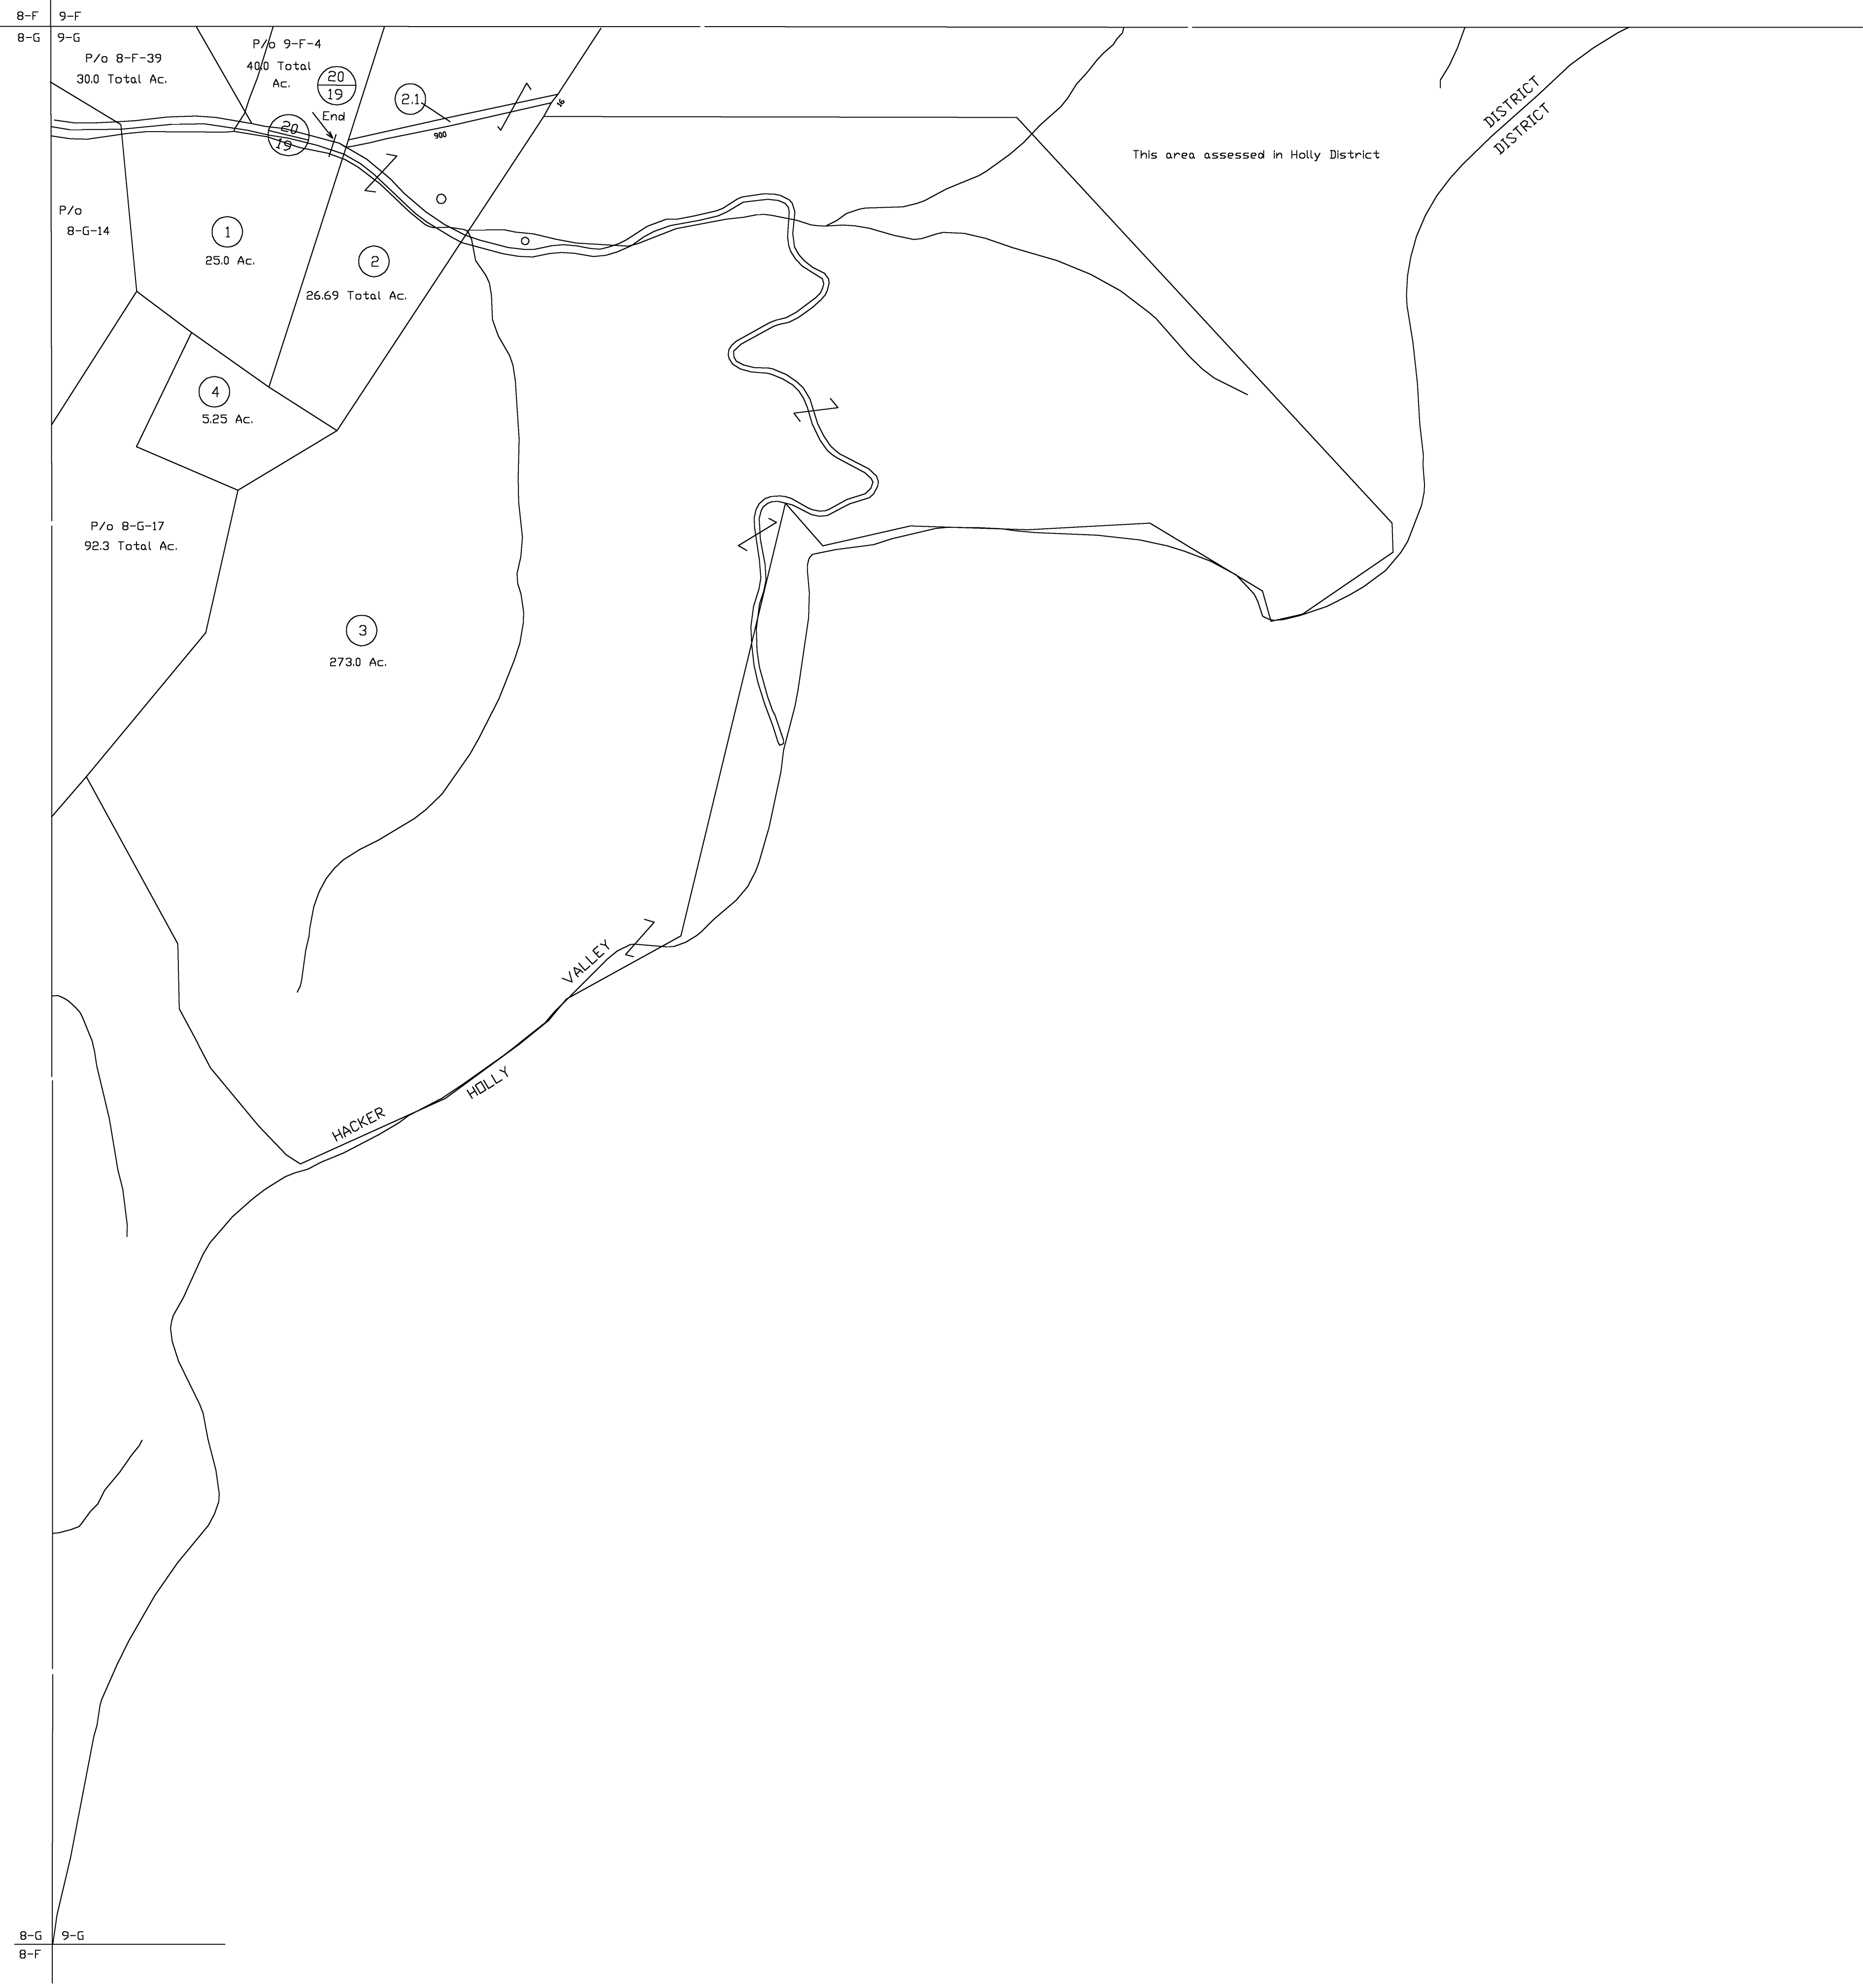 8-F 9-F
8-G 9-G
P/o 8-F-39
30.0 Total Ac.
P/o 9-F-4
40.0 Total
Ac.
20
19
End
20
19
2.1
900
16
DISTRICT
DISTRICT
This area assessed in Holly District
P/o
8-G-14
1
25.0 Ac.
2
26.69 Total Ac.
4
5.25 Ac.
P/o 8-G-17
92.3 Total Ac.
3
273.0 Ac.
VALLEY
HOLLY
HACKER
8-G 9-G
8-F